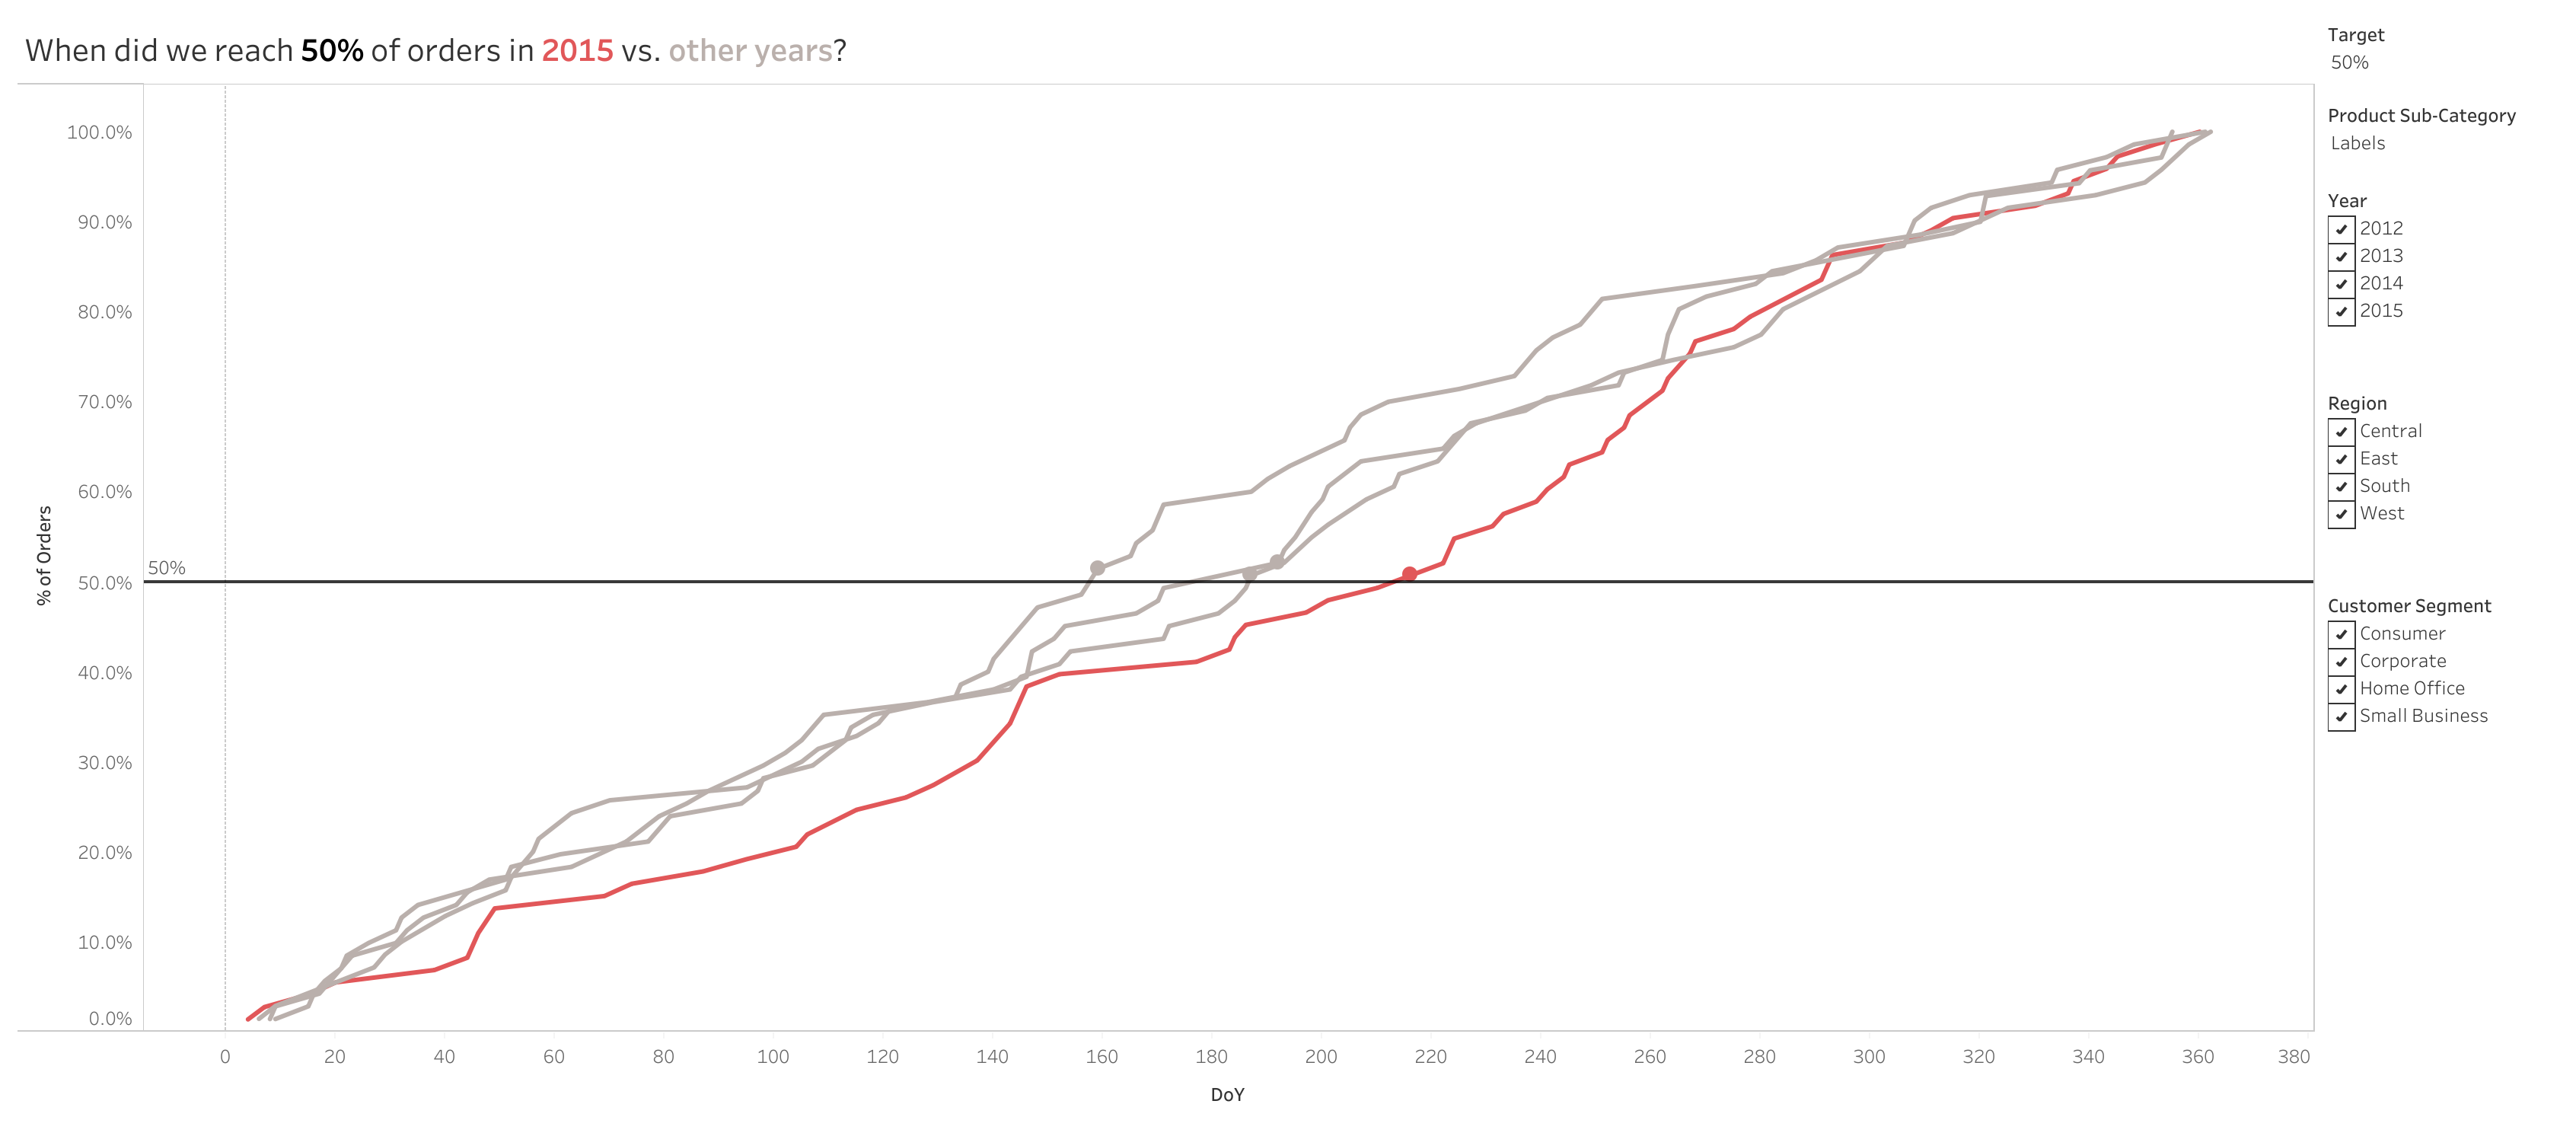 When did we reach 50% of orders in 2015 vs. other years?
% of Orders
100.0%
90.0%
80.0%
70.0%
60.0%
50.0%
40.0%
30.0%
20.0%
10.0%
0.0%
50%
0 20 40 60 80 100 120 140 160 180 200 220 240 260 280 300 320 340 360 380
DoY
Target
50%
Product Sub-Category
Labels
Year
2012
2013
2014
2015
Region
Central
East
South
West
Customer Segment
Consumer
Corporate
Home Office
Small Business